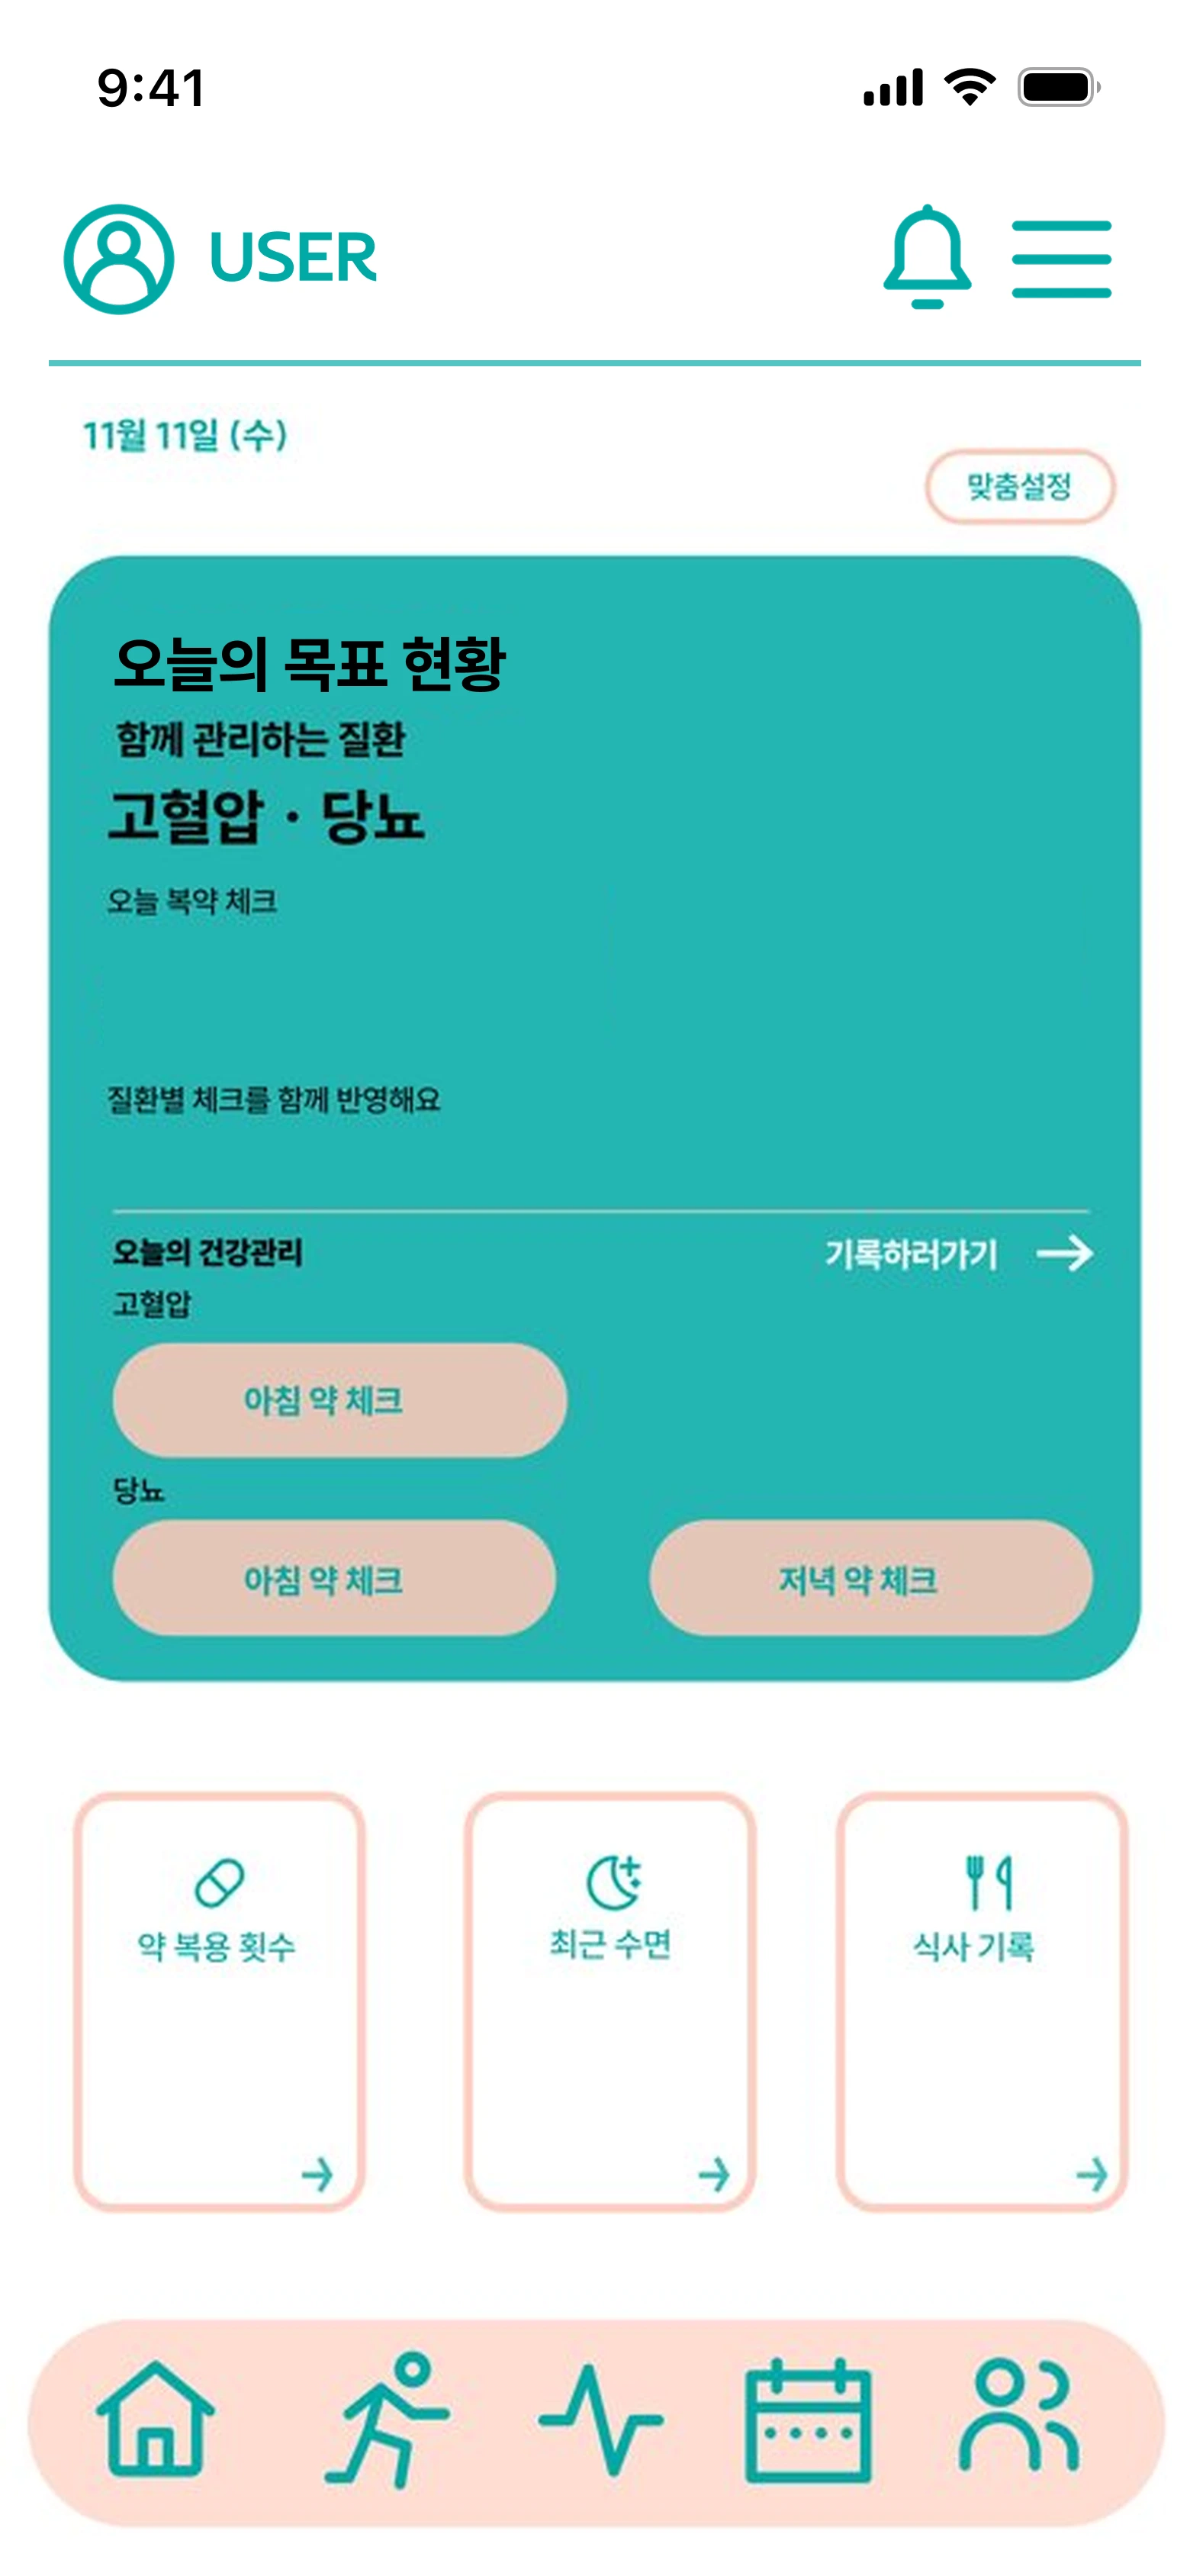 9:41
USER
11월 11일 (수)
맞춤설정
오늘의 목표 현황
함께 관리하는 질환
고혈압 · 당뇨
오늘 복약 체크
질환별 체크를 함께 반영해요
오늘의 건강관리 기록하러가기
고혈압
아침 약 체크
당뇨
아침 약 체크 저녁 약 체크
약 복용 횟수 최근 수면 식사 기록